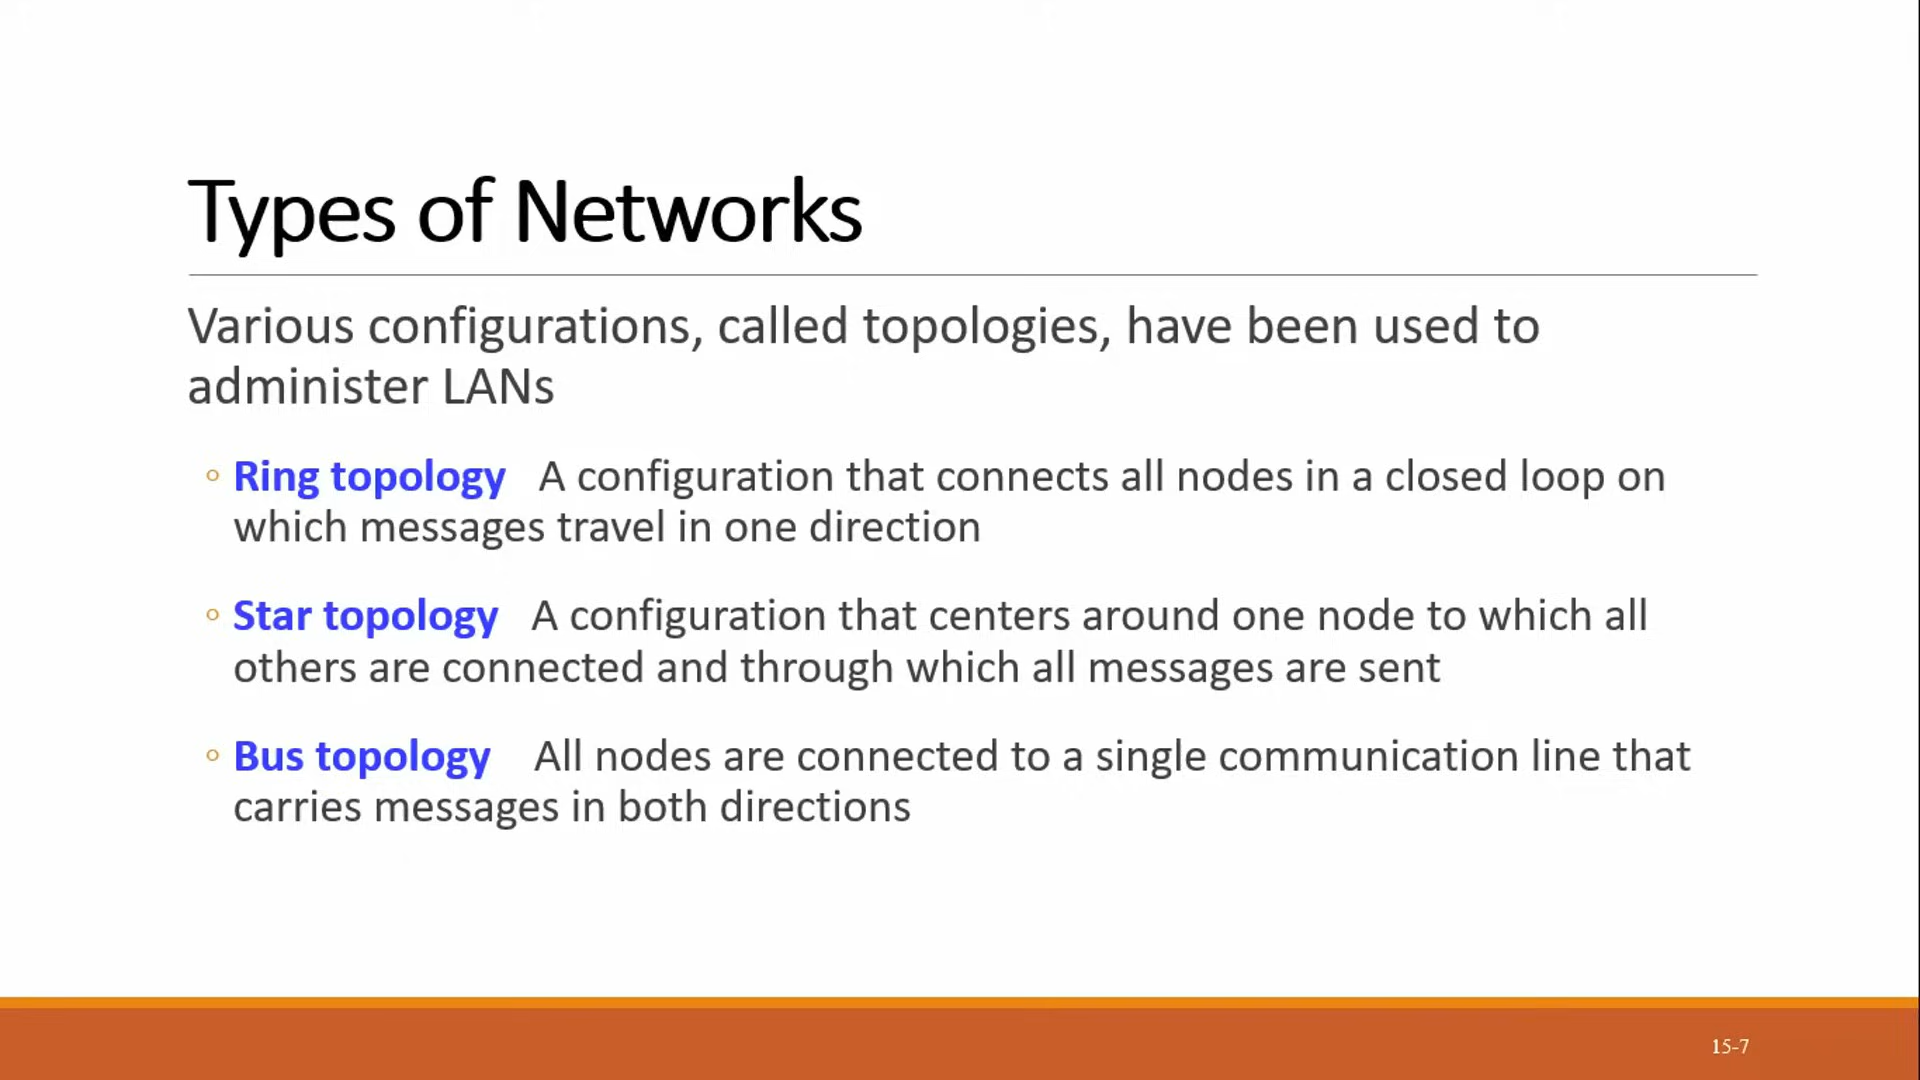 Types of Networks
Various configurations, called topologies, have been used to
administer LANs
◦ Ring topology   A configuration that connects all nodes in a closed loop on
which messages travel in one direction
◦ Star topology   A configuration that centers around one node to which all
others are connected and through which all messages are sent
◦ Bus topology    All nodes are connected to a single communication line that
carries messages in both directions
15-7